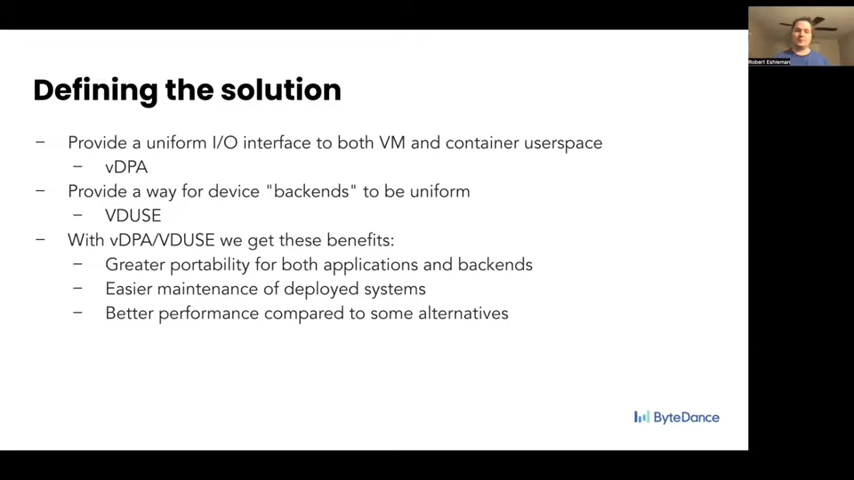 Defining the solution
– Provide a uniform I/O interface to both VM and container userspace
– vDPA
– Provide a way for device "backends" to be uniform
– VDUSE
– With vDPA/VDUSE we get these benefits:
– Greater portability for both applications and backends
– Easier maintenance of deployed systems
– Better performance compared to some alternatives
ByteDance
Robert Eshleman